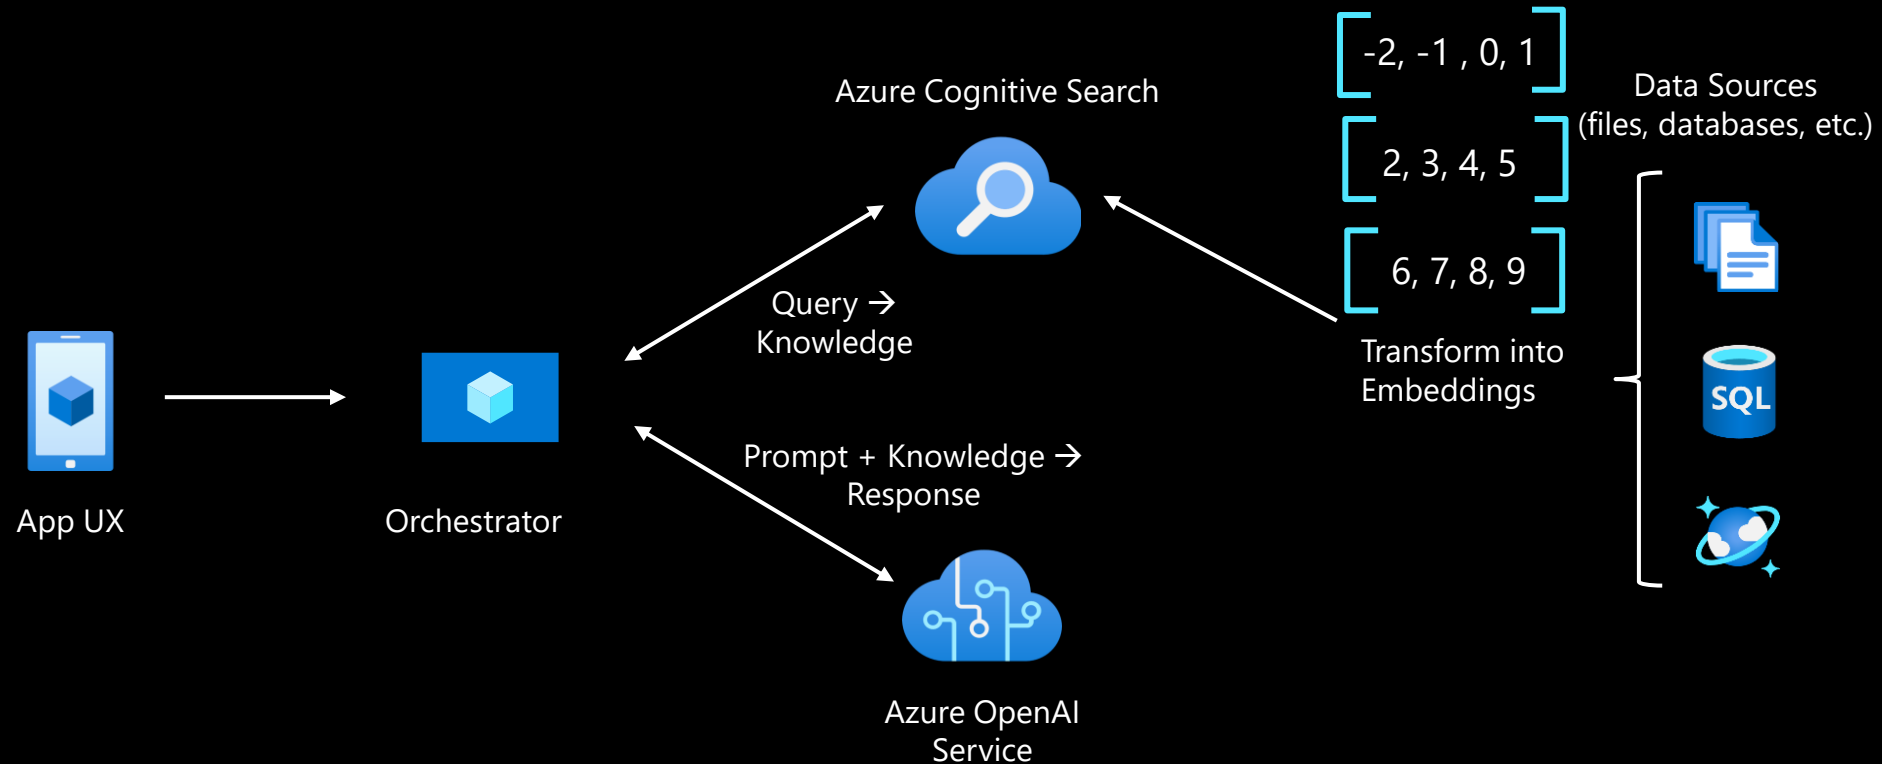 Azure Cognitive Search
-2, -1 , 0, 1
2, 3, 4, 5
6, 7, 8, 9
Transform into
Embeddings
Data Sources
(files, databases, etc.)
SQL
Query →
Knowledge
App UX
Orchestrator
Prompt + Knowledge →
Response
Azure OpenAI
Service